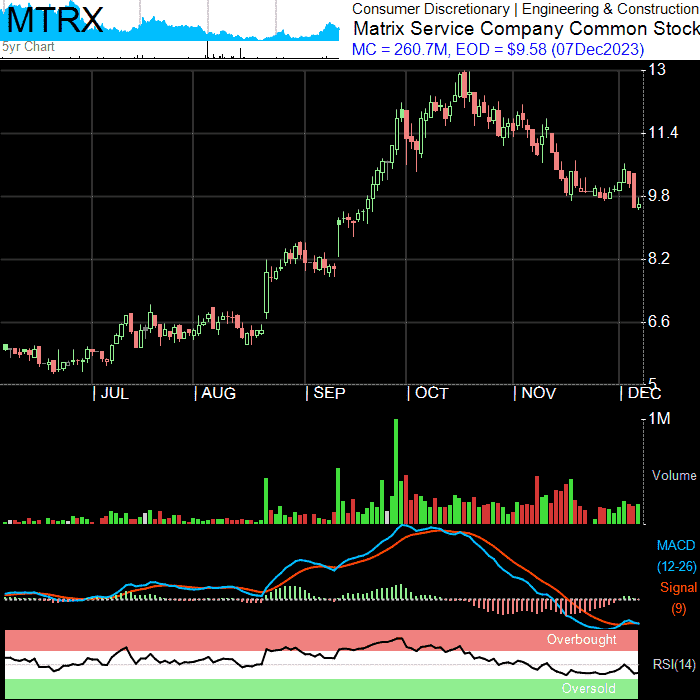 MTRX
5yr Chart
Consumer Discretionary | Engineering & Construction
Matrix Service Company Common Stock
MC = 260.7M, EOD = $9.58 (07Dec2023)
13
11.4
9.8
8.2
6.6
5
| JUL | AUG | SEP | OCT | NOV | DEC
1M
Volume
MACD
(12-26)
Signal
(9)
Overbought
RSI(14)
Oversold